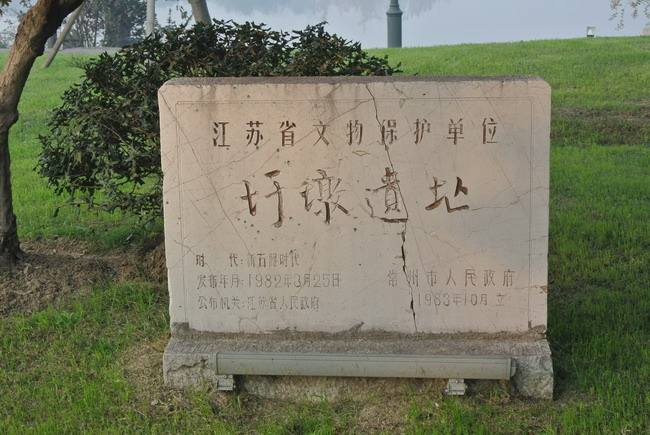 江苏省文物保护单位
圩墩遗址
时　代：新石器时代
发布年月：1982年3月25日
公布机关：江苏省人民政府
常州市人民政府
1983年10月立